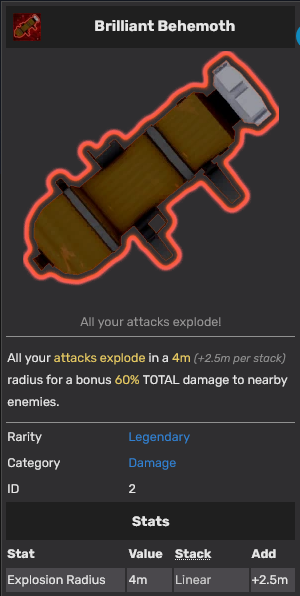 Brilliant Behemoth
All your attacks explode!
All your attacks explode in a 4m (+2.5m per stack)
radius for a bonus 60% TOTAL damage to nearby
enemies.
Rarity Legendary
Category Damage
ID 2
Stats
Stat Value Stack Add
Explosion Radius 4m Linear +2.5m